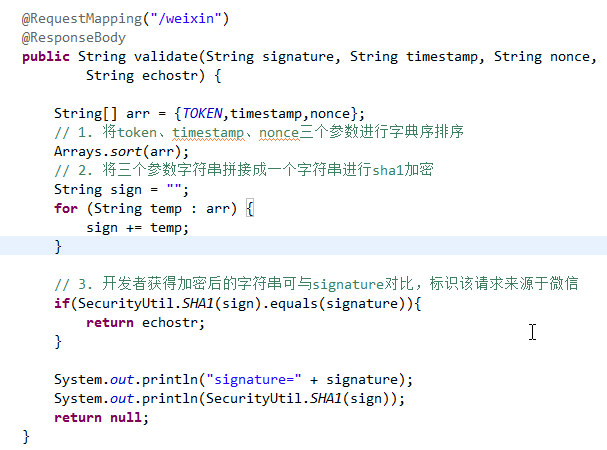 @RequestMapping("/weixin")
@ResponseBody
public String validate(String signature, String timestamp, String nonce,
String echostr) {
String[] arr = {TOKEN,timestamp,nonce};
// 1. 将token、timestamp、nonce三个参数进行字典序排序
Arrays.sort(arr);
// 2. 将三个参数字符串拼接成一个字符串进行sha1加密
String sign = "";
for (String temp : arr) {
sign += temp;
}
// 3. 开发者获得加密后的字符串可与signature对比，标识该请求来源于微信
if(SecurityUtil.SHA1(sign).equals(signature)){
return echostr;
}
System.out.println("signature=" + signature);
System.out.println(SecurityUtil.SHA1(sign));
return null;
}